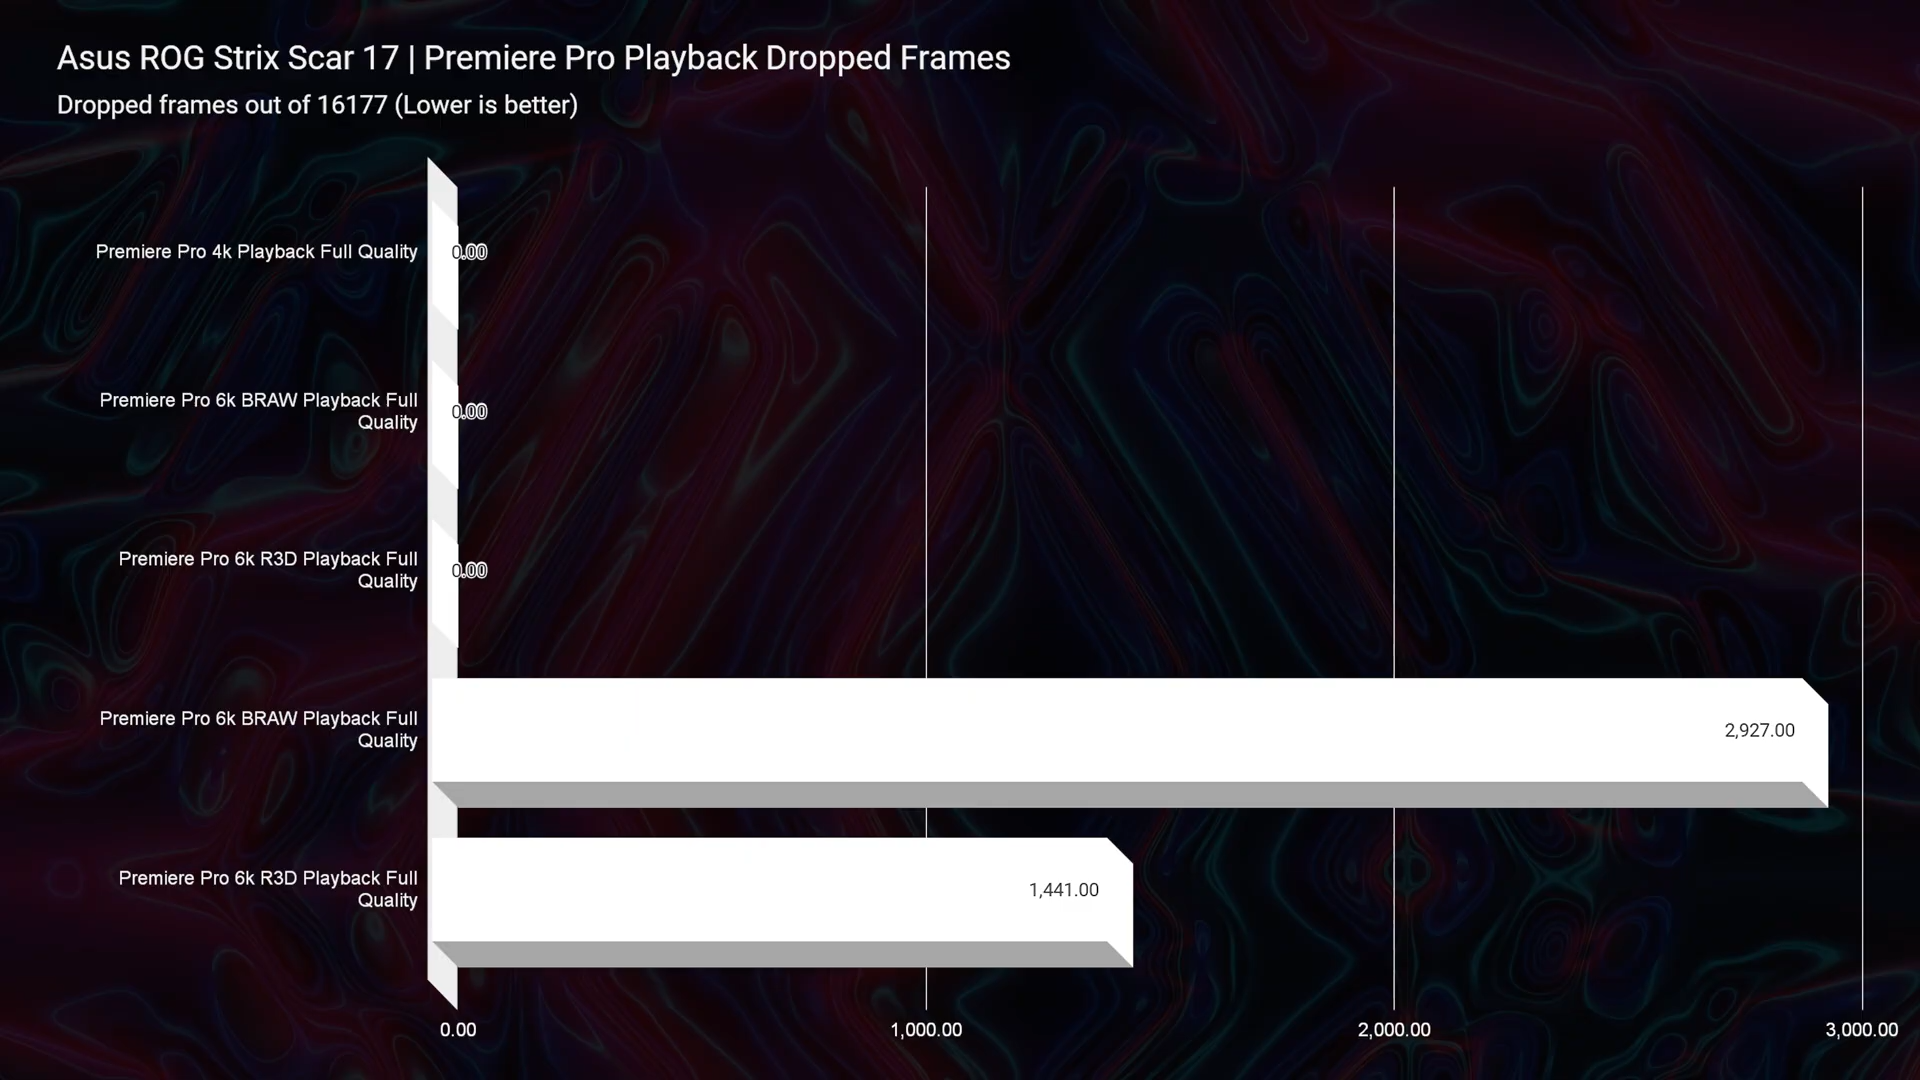 Asus ROG Strix Scar 17 | Premiere Pro Playback Dropped Frames
Dropped frames out of 16177 (Lower is better)
Premiere Pro 4k Playback Full Quality
0.00
Premiere Pro 6k BRAW Playback Full
Quality
0.00
Premiere Pro 6k R3D Playback Full
Quality
0.00
Premiere Pro 6k BRAW Playback Full
Quality
2,927.00
Premiere Pro 6k R3D Playback Full
Quality
1,441.00
0.00
1,000.00
2,000.00
3,000.00